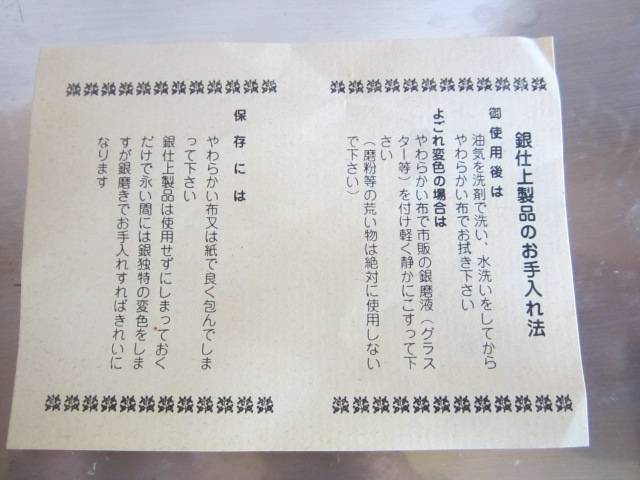 銀仕上製品のお手入れ法
御使用後は
油気を洗剤で洗い、水洗いをしてから
やわらかい布でお拭き下さい
よごれ変色の場合は
やわらかい布で市販の銀磨液（グラス
ター等）を付け軽く静かにこすって下
さい
（磨粉等の荒い物は絶対に使用しない
で下さい）
保存には
やわらかい布又は紙で良く包んでしま
って下さい
銀仕上製品は使用せずにしまっておく
だけで永い間には銀独特の変色をしま
すが銀磨きでお手入れすればきれいに
なります